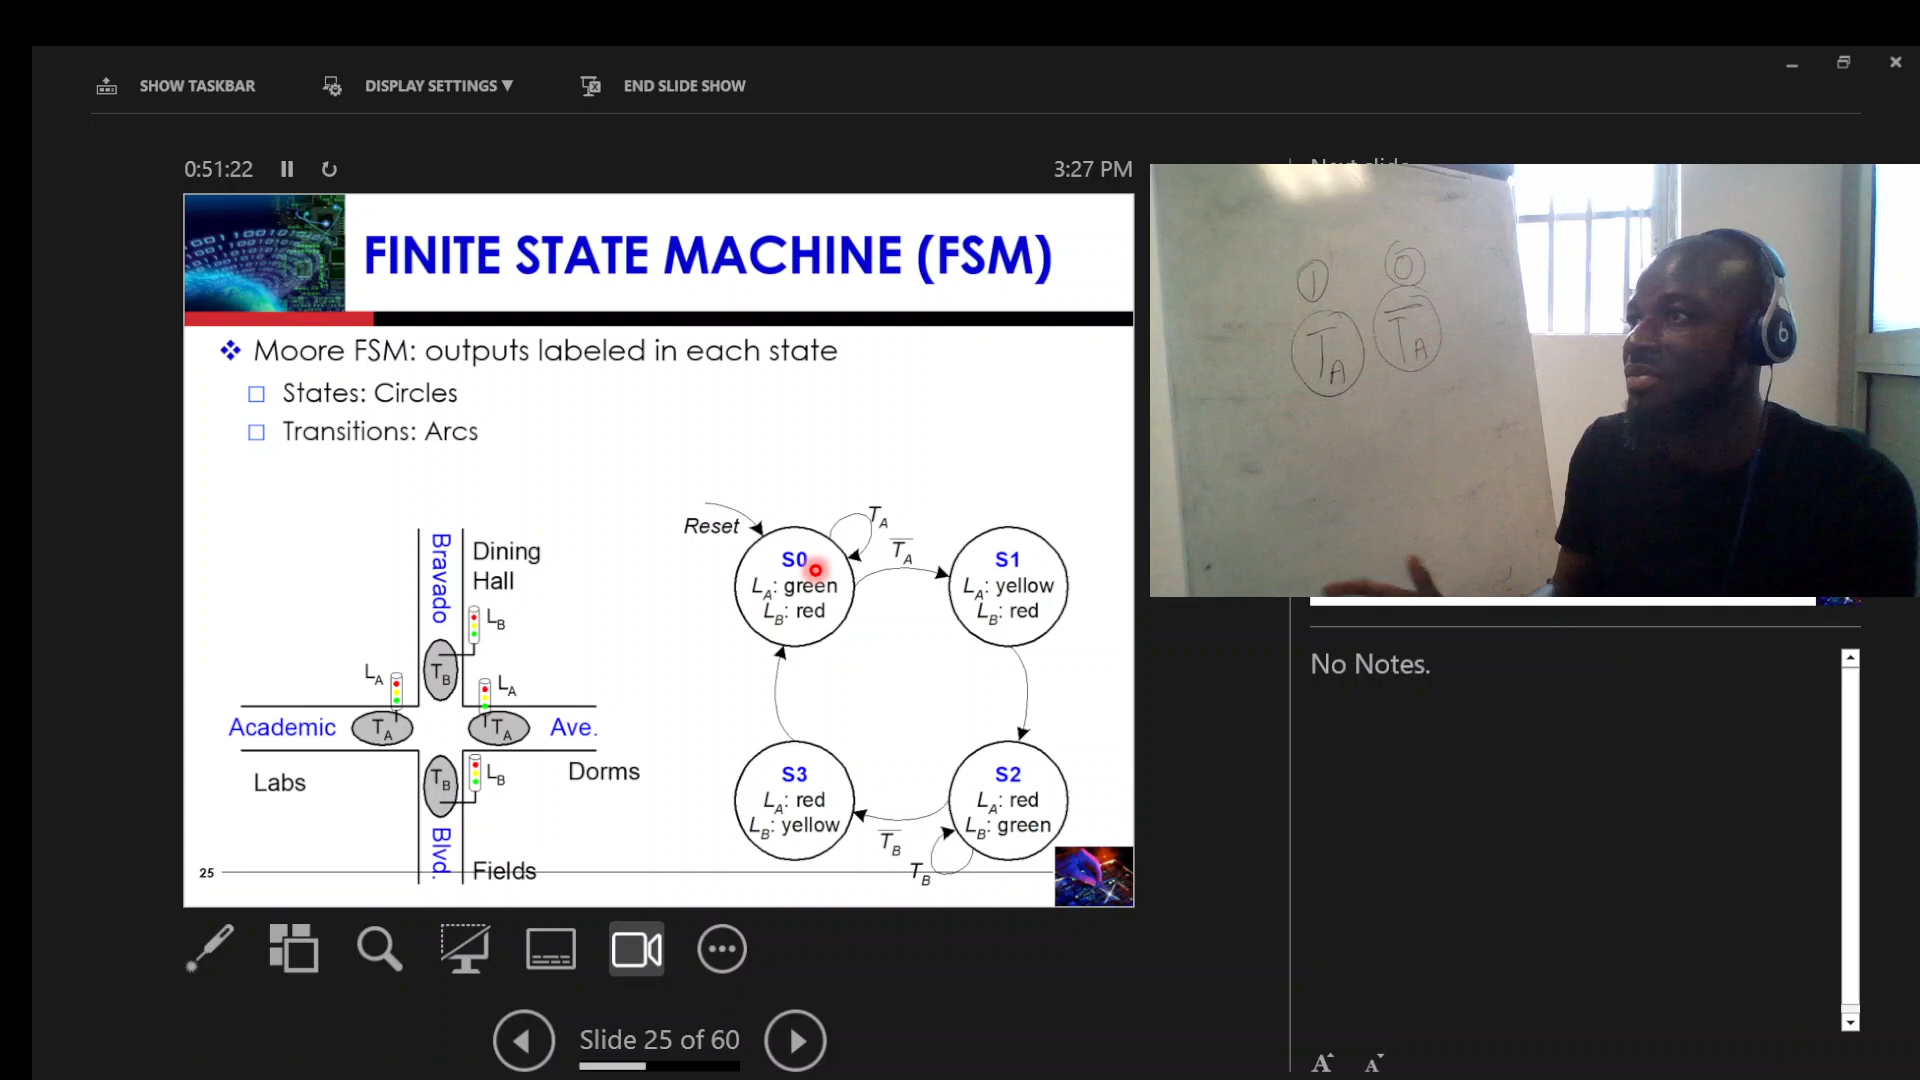 SHOW TASKBAR
DISPLAY SETTINGS ▼
END SLIDE SHOW
0:51:22
3:27 PM
FINITE STATE MACHINE (FSM)
Moore FSM: outputs labeled in each state
States: Circles
Transitions: Arcs
Bravado
Dining
Hall
LB
TB
LA
LA
Academic
TA
TA
Ave.
Labs
TB
LB
Dorms
Blvd.
Fields
Reset
TA
T̅A
S0
LA: green
LB: red
S1
LA: yellow
LB: red
S3
LA: red
LB: yellow
S2
LA: red
LB: green
T̅B
TB
25
1
0
TA
T̅A
b
No Notes.
Slide 25 of 60
A A